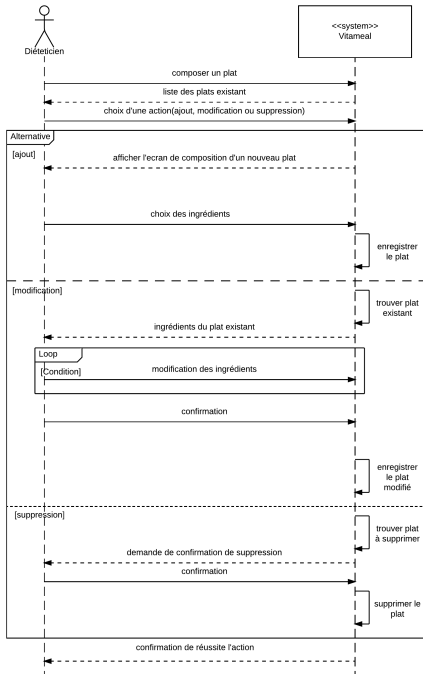 <<system>>
Vitameal
Diéteticien
composer un plat
liste des plats existant
choix d'une action(ajout, modification ou suppression)
Alternative
[ajout]
afficher l'ecran de composition d'un nouveau plat
choix des ingrédients
enregistrer
le plat
[modification]
trouver plat
existant
ingrédients du plat existant
Loop
[Condition]
modification des ingrédients
confirmation
enregistrer
le plat
modifié
[suppression]
trouver plat
à supprimer
demande de confirmation de suppression
confirmation
supprimer le
plat
confirmation de réussite l'action